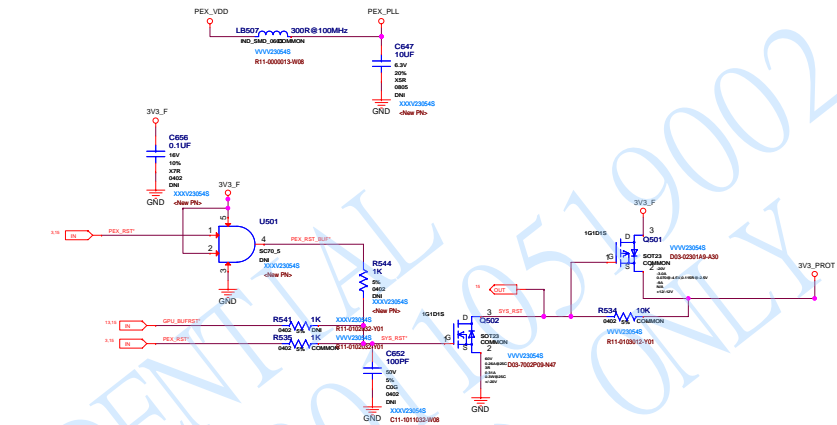 PEX_VDD
PEX_PLL
LB507 300R@100MHz
COMMON
VVVV23054S
R11-0000013-W08
C647
10UF
6.3V
20%
X5R
0805
DNI
XXXV23054S
<New PN>
GND
3V3_F
C656
0.1UF
16V
10%
X7R
0402
DNI
XXXV23054S
<New PN>
GND
3V3_F
5
U501
SC70_5
DNI
XXXV23054S
<New PN>
IN
PEX_RST*
1
2
4
3
GND
PEX_RST_BUF*
R544
1K
5%
0402
DNI
XXXV23054S
<New PN>
IN
GPU_BUFRST*
R541 1K
0402 5% DNI
VVVV23054S
IN
PEX_RST*
R535 1K
0402 5% COMMON
VVVV23054S
SYS_RST*
C652
100PF
50V
5%
C0G
0402
DNI
XXXV23054S
C11-1011032-W08
GND
OUT
SYS_RST
1G1D1S
D
G
S
3
Q502
SOT23
COMMON
2
VVVV23054S
D03-7002P09-N47
GND
3V3_F
1G1D1S
D
1G
S
3
Q501
SOT23
COMMON
2
VVVV23054S
D03-02301A9-A30
R534 10K
0402 5% COMMON
VVVV23054S
R11-0103012-Y01
3V3_PROT
ONLY